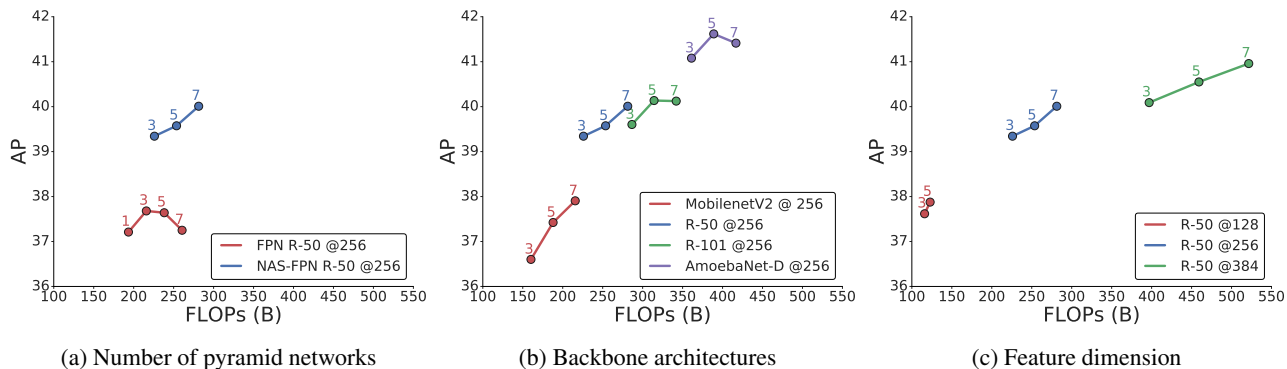 42
41
40
39
38
37
36
AP
3
5
7
1
3
5
7
FPN R-50 @256
NAS-FPN R-50 @256
100 150 200 250 300 350 400 450 500 550
FLOPs (B)
(a) Number of pyramid networks
42
41
40
39
38
37
36
AP
3
5
7
3
5
7
3
5
7
3
5
7
MobilenetV2 @ 256
R-50 @256
R-101 @256
AmoebaNet-D @256
100 150 200 250 300 350 400 450 500 550
FLOPs (B)
(b) Backbone architectures
42
41
40
39
38
37
36
AP
3
5
7
3
5
7
3
5
R-50 @128
R-50 @256
R-50 @384
100 150 200 250 300 350 400 450 500 550
FLOPs (B)
(c) Feature dimension